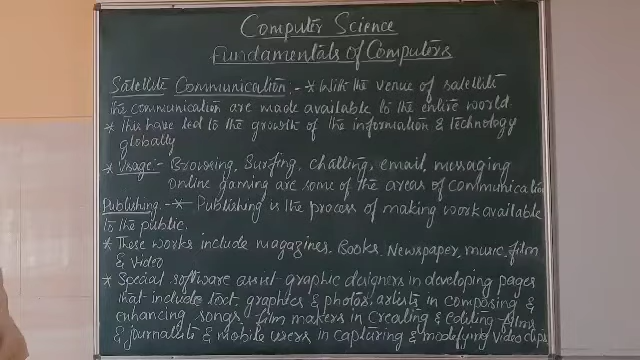 Computer Science
Fundamentals of Computers
Satellite Communication :- * With the venue of satellite
the communication are made available to the entire world.
* This have led to the growth of the information & Technology
globally
* Usage:- Browsing, Surfing, chatting, email, messaging
online gaming are some of the areas of communication
Publishing. - * Publishing is the process of making work available
to the public.
* These works include magazines, Books, Newspaper, music, film
& video
* Special software assist graphic designers in developing pages
that include text, graphics & photos, artists in composing &
enhancing songs, film makers in creating & editing films
& journalists & mobile users in capturing & modifying video clips